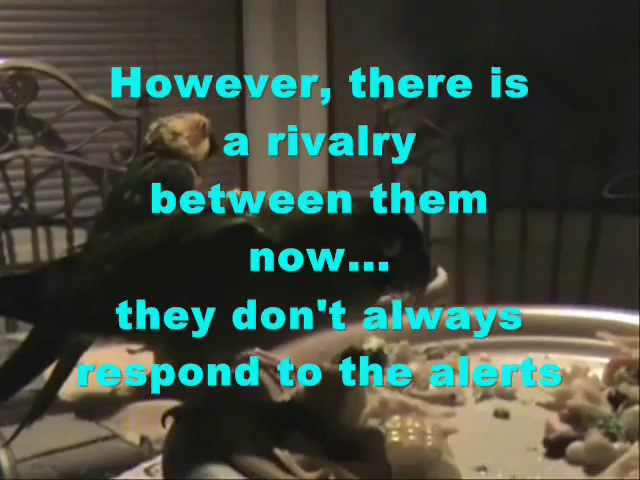 However, there is
a rivalry
between them
now...
they don't always
respond to the alerts